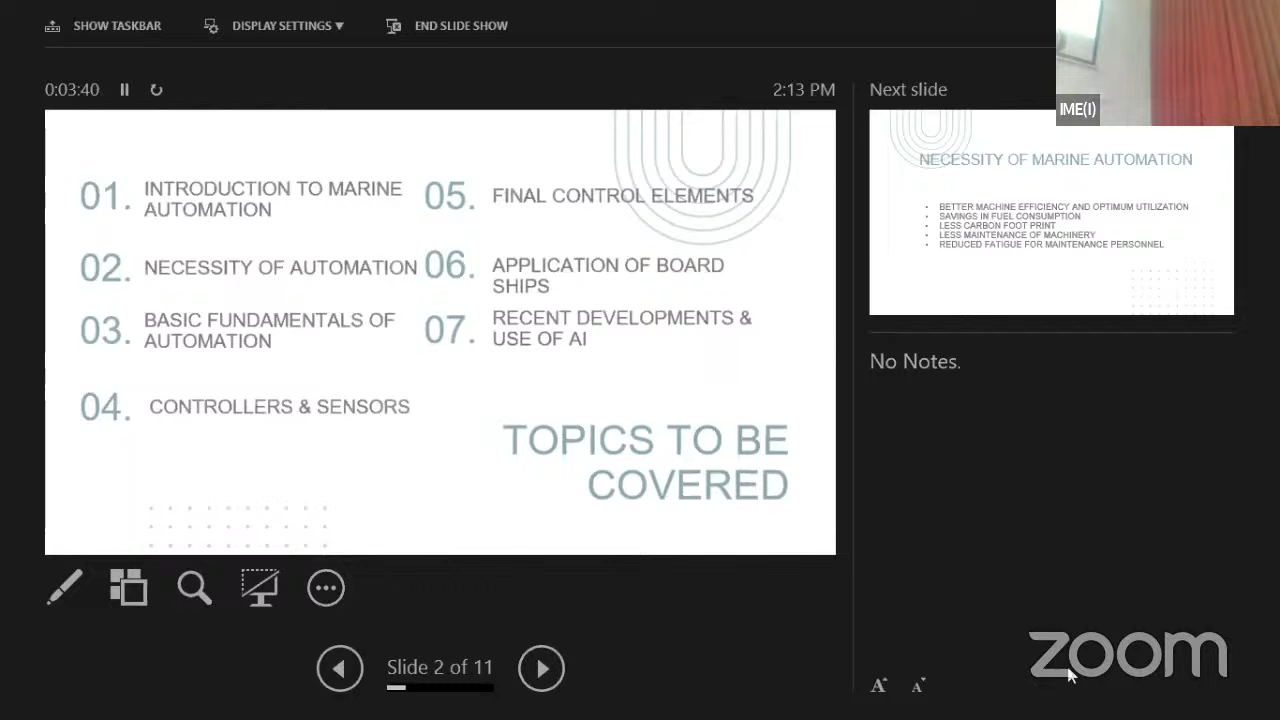 SHOW TASKBAR
DISPLAY SETTINGS ▼
END SLIDE SHOW
0:03:40
2:13 PM
01. INTRODUCTION TO MARINE
AUTOMATION
02. NECESSITY OF AUTOMATION
03. BASIC FUNDAMENTALS OF
AUTOMATION
04. CONTROLLERS & SENSORS
05. FINAL CONTROL ELEMENTS
06. APPLICATION OF BOARD
SHIPS
07. RECENT DEVELOPMENTS &
USE OF AI
TOPICS TO BE
COVERED
Slide 2 of 11
Next slide
IME(I)
NECESSITY OF MARINE AUTOMATION
• BETTER MACHINE EFFICIENCY AND OPTIMUM UTILIZATION
• SAVINGS IN FUEL CONSUMPTION
• LESS CARBON FOOT PRINT
• LESS MAINTENANCE OF MACHINERY
• REDUCED FATIGUE FOR MAINTENANCE PERSONNEL
No Notes.
A A
zoom